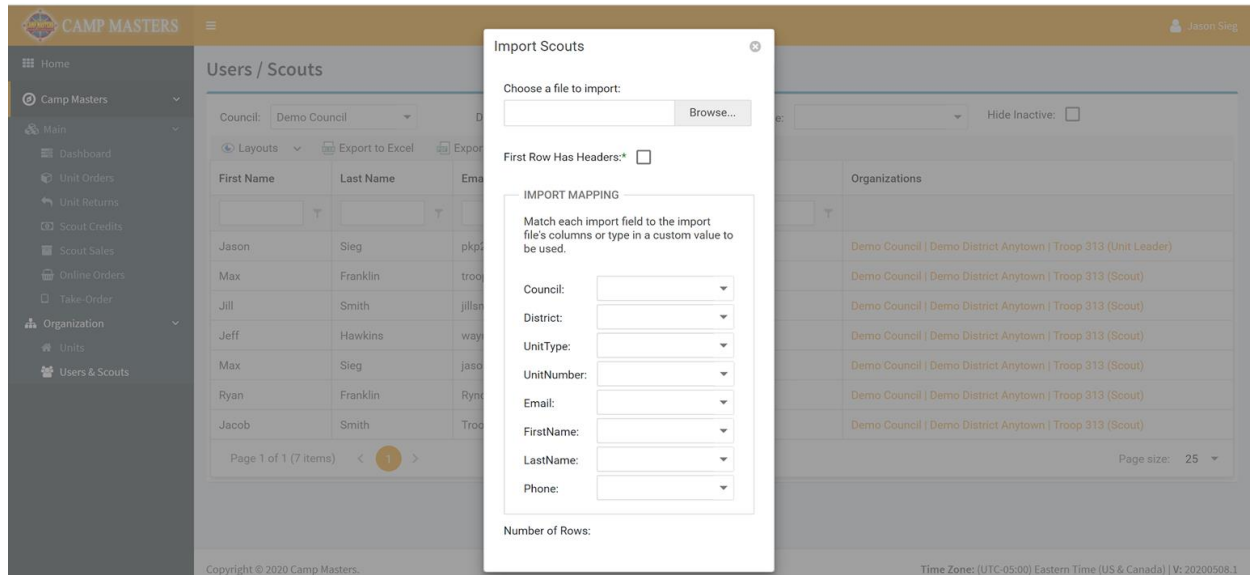 CAMP MASTERS
Jason Sieg
Home
Camp Masters
Main
Dashboard
Unit Orders
Unit Returns
Scout Credits
Scout Sales
Online Orders
Take-Order
Organization
Units
Users & Scouts
Users / Scouts
Council: Demo Council D e: Hide Inactive:
Layouts Export to Excel Expor
First Name Last Name Ema Organizations
Jason Sieg pkp2 Demo Council | Demo District Anytown | Troop 313 (Unit Leader)
Max Franklin troo Demo Council | Demo District Anytown | Troop 313 (Scout)
Jill Smith jillsn Demo Council | Demo District Anytown | Troop 313 (Scout)
Jeff Hawkins wayn Demo Council | Demo District Anytown | Troop 313 (Scout)
Max Sieg jaso Demo Council | Demo District Anytown | Troop 313 (Scout)
Ryan Franklin Demo Council | Demo District Anytown | Troop 313 (Scout)
Jacob Smith Troo Demo Council | Demo District Anytown | Troop 313 (Scout)
Page 1 of 1 (7 items) < 1 > Page size: 25
Import Scouts
Choose a file to import:
Browse...
First Row Has Headers:*
IMPORT MAPPING
Match each import field to the import
file's columns or type in a custom value to
be used.
Council:
District:
UnitType:
UnitNumber:
Email:
FirstName:
LastName:
Phone:
Number of Rows:
Copyright © 2020 Camp Masters. Time Zone: (UTC-05:00) Eastern Time (US & Canada) | V: 20200508.1